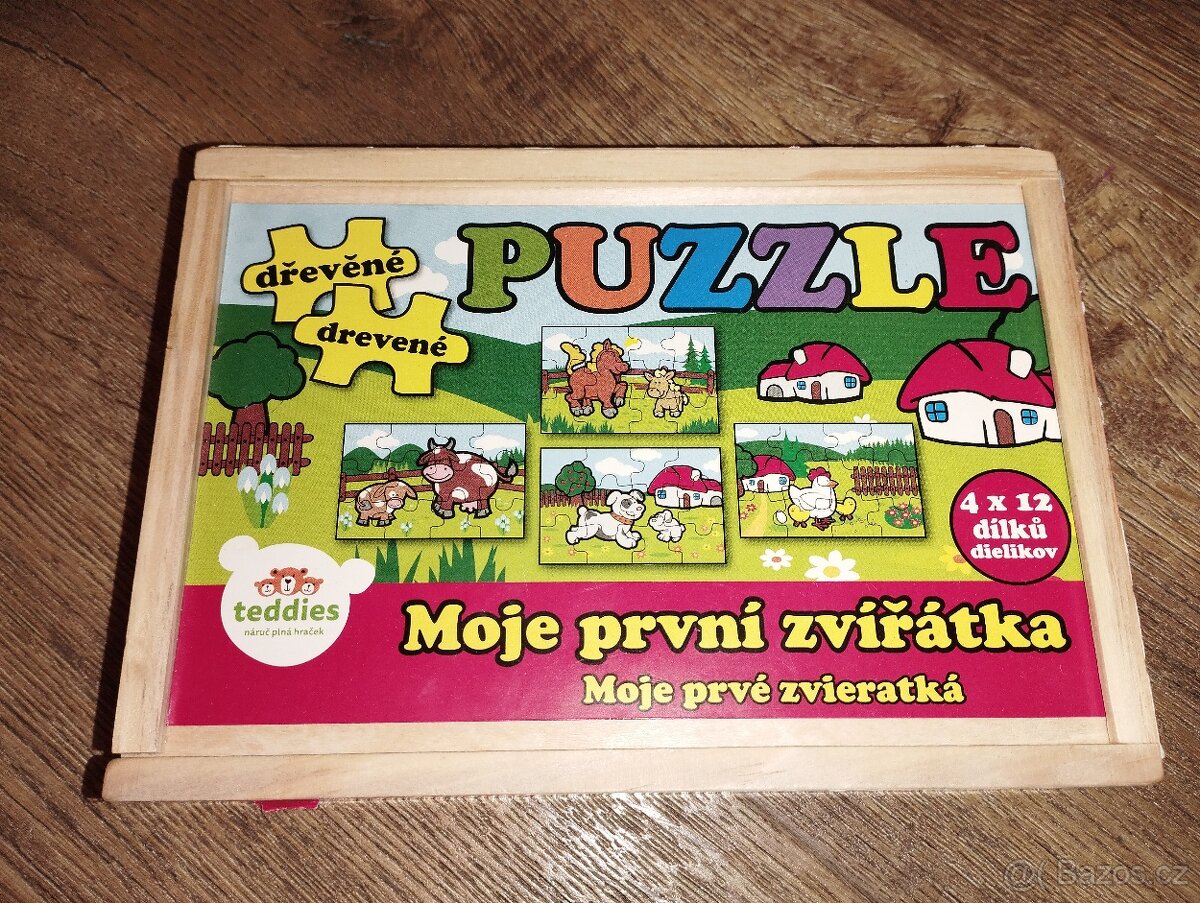 dřevěné
drevené
PUZZLE
4 x 12
dílků
dielikov
teddies
náruč plná hraček
Moje první zvířátka
Moje prvé zvieratká
@( Bazos.cz